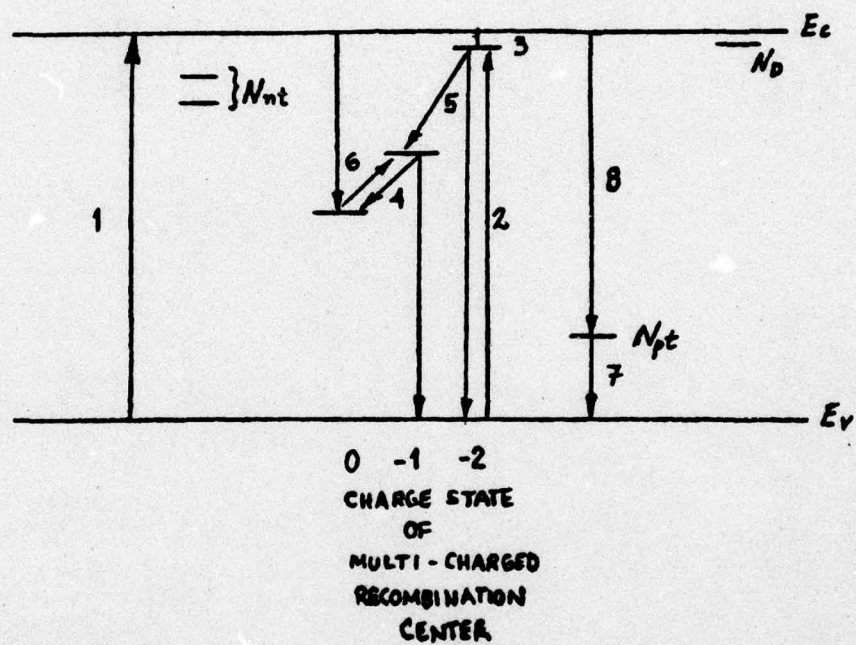 Ec
3
ND
} Nnt
5
6
4
1
2
8
Npt
7
Ev
0 -1 -2
CHARGE STATE
OF
MULTI-CHARGED
RECOMBINATION
CENTER